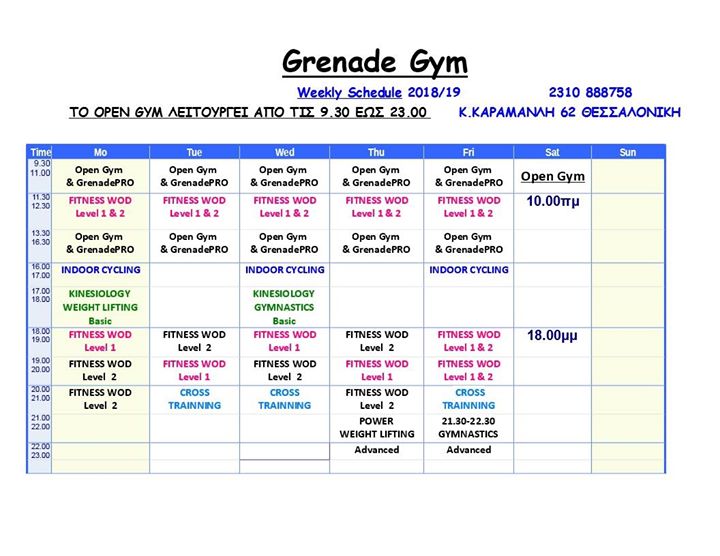 Grenade Gym
Weekly Schedule 2018/19 2310 888758
ΤΟ OPEN GYM ΛΕΙΤΟΥΡΓΕΙ ΑΠΟ ΤΙΣ 9.30 ΕΩΣ 23.00 Κ.ΚΑΡΑΜΑΝΛΗ 62 ΘΕΣΣΑΛΟΝΙΚΗ
Time Mo Tue Wed Thu Fri Sat Sun
9.30 Open Gym Open Gym Open Gym Open Gym Open Gym Open Gym
11.00 & GrenadePRO & GrenadePRO & GrenadePRO & GrenadePRO & GrenadePRO
11.30 FITNESS WOD FITNESS WOD FITNESS WOD FITNESS WOD FITNESS WOD 10.00πμ
12.30 Level 1 & 2 Level 1 & 2 Level 1 & 2 Level 1 & 2 Level 1 & 2
13.30 Open Gym Open Gym Open Gym Open Gym Open Gym
16.30 & GrenadePRO & GrenadePRO & GrenadePRO & GrenadePRO & GrenadePRO
16.00 INDOOR CYCLING INDOOR CYCLING INDOOR CYCLING
17.00
17.00 KINESIOLOGY KINESIOLOGY
18.00 WEIGHT LIFTING GYMNASTICS
Basic Basic
18.00 FITNESS WOD FITNESS WOD FITNESS WOD FITNESS WOD FITNESS WOD 18.00μμ
19.00 Level 1 Level 2 Level 1 Level 2 Level 1 & 2
19.00 FITNESS WOD FITNESS WOD FITNESS WOD FITNESS WOD FITNESS WOD
20.00 Level 2 Level 1 Level 2 Level 1 Level 1 & 2
20.00 FITNESS WOD CROSS CROSS FITNESS WOD CROSS
21.00 Level 2 TRAINNING TRAINNING Level 2 TRAINNING
21.00 POWER 21.30-22.30
22.00 WEIGHT LIFTING GYMNASTICS
22.00 Advanced Advanced
23.00